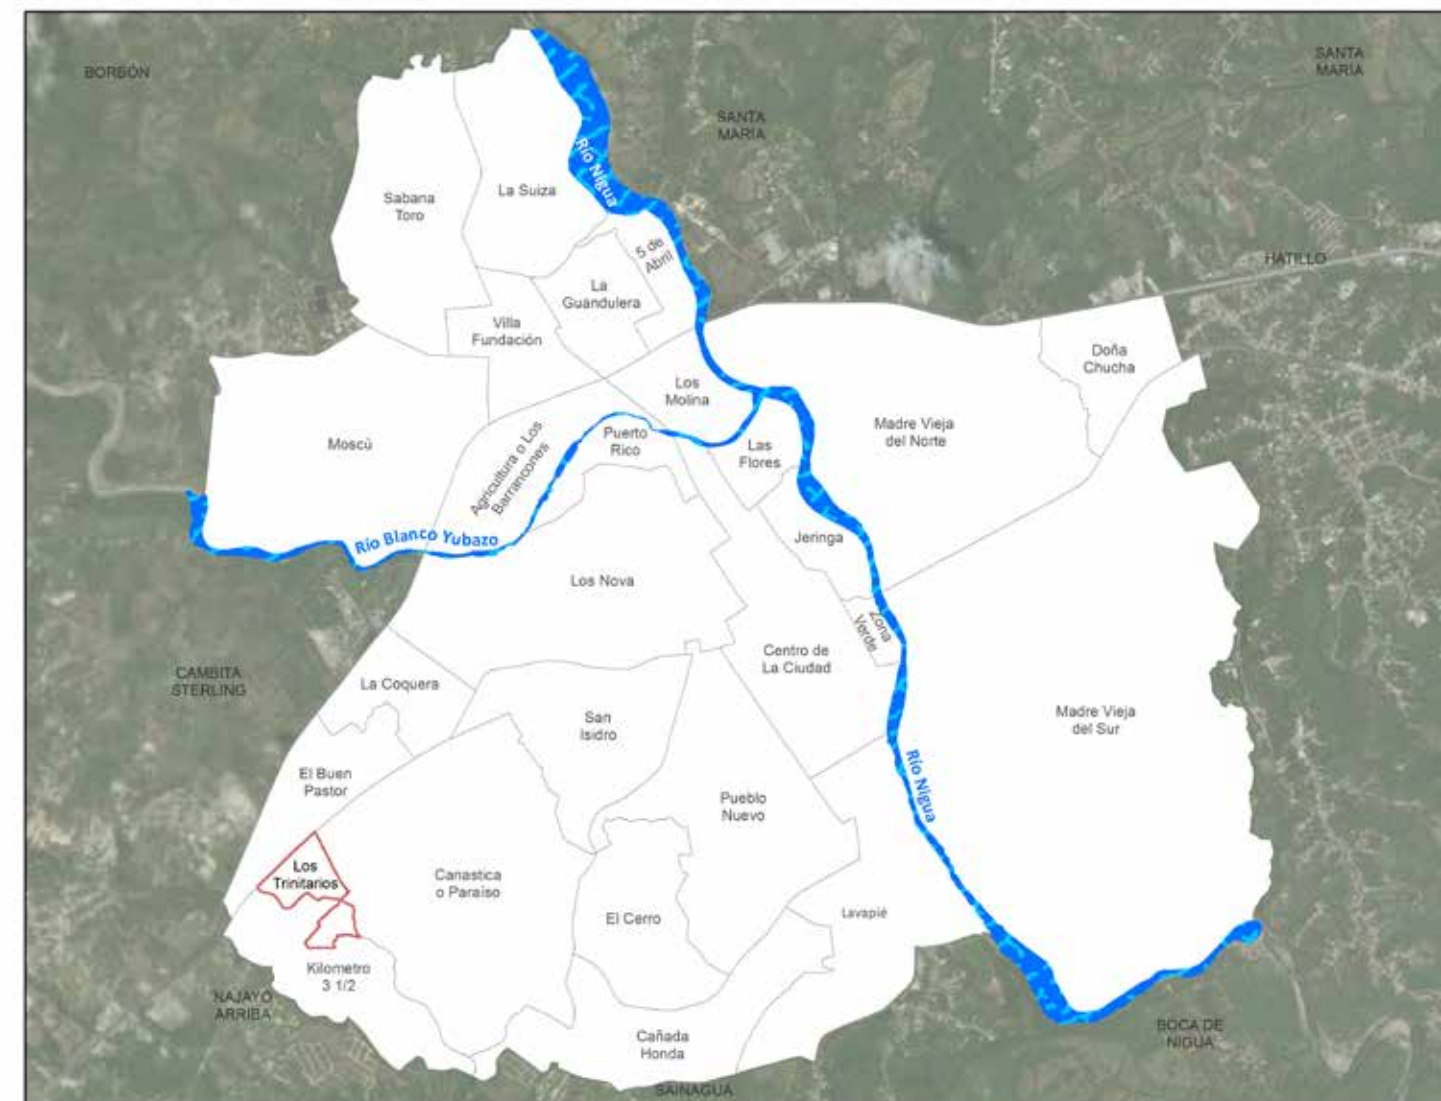 BORBÓN
SANTA
MARÍA
SANTA
MARÍA
Río Nigua
La Suiza
Sabana
Toro
5 de
Abril
HATILLO
La
Guandulera
Villa
Fundación
Doña
Chucha
Los
Molina
Madre Vieja
del Norte
Moscú
Agricultura o Los
Barrancones
Puerto
Rico
Las
Flores
Río Blanco Yubazo
Jeringa
Los Nova
Zona
Verde
Centro de
La Ciudad
CAMBITA
STERLING
La Coquera
San
Isidro
Madre Vieja
del Sur
El Buen
Pastor
Pueblo
Nuevo
Río Nigua
Los
Trinitarios
Canastica
o Paraíso
El Cerro
Lavapié
Kilometro
3 1/2
NAJAYO
ARRIBA
Cañada
Honda
BOCA DE
NIGUA
SAINAGUA